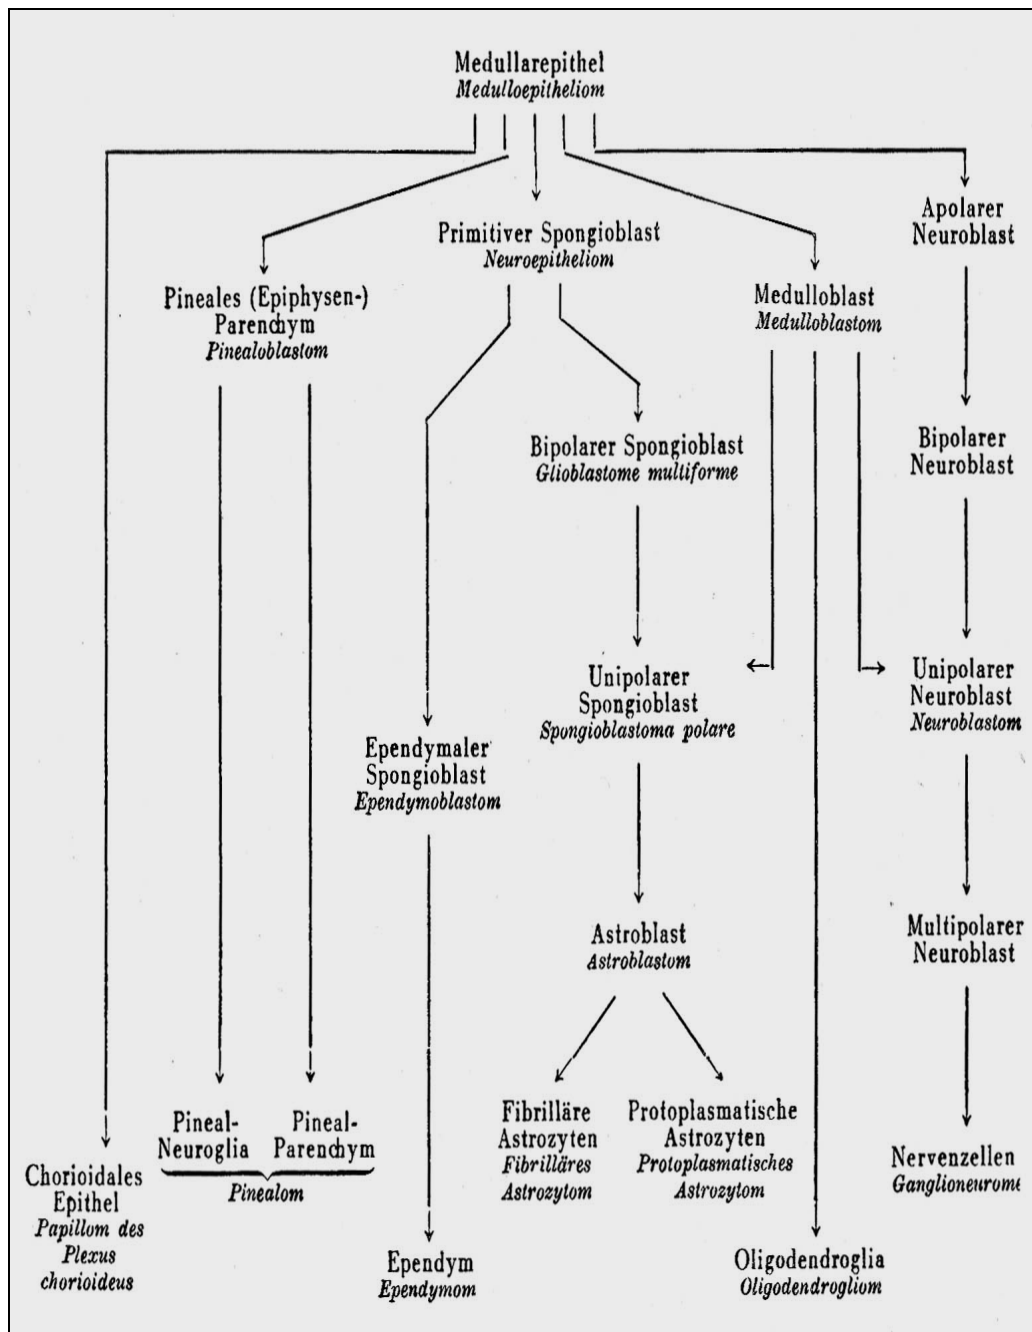 Medullarepithel
Medulloepitheliom
Apolarer
Neuroblast
Primitiver Spongioblast
Neuroepitheliom
Pineales (Epiphysen-)
Parenchym
Pinealoblastom
Medulloblast
Medulloblastom
Bipolarer Spongioblast
Glioblastome multiforme
Bipolarer
Neuroblast
Unipolarer
Spongioblast
Spongioblastoma polare
Unipolarer
Neuroblast
Neuroblastom
Ependymaler
Spongioblast
Ependymoblastom
Astroblast
Astroblastom
Multipolarer
Neuroblast
Pineal-
Neuroglia
Pineal-
Parenchym
Pinealom
Fibrilläre
Astrozyten
Fibrilläres
Astrozytom
Protoplasmatische
Astrozyten
Protoplasmatisches
Astrozytom
Nervenzellen
Ganglioneurome
Chorioidales
Epithel
Papillom des
Plexus
chorioideus
Ependym
Ependymom
Oligodendroglia
Oligodendrogliom